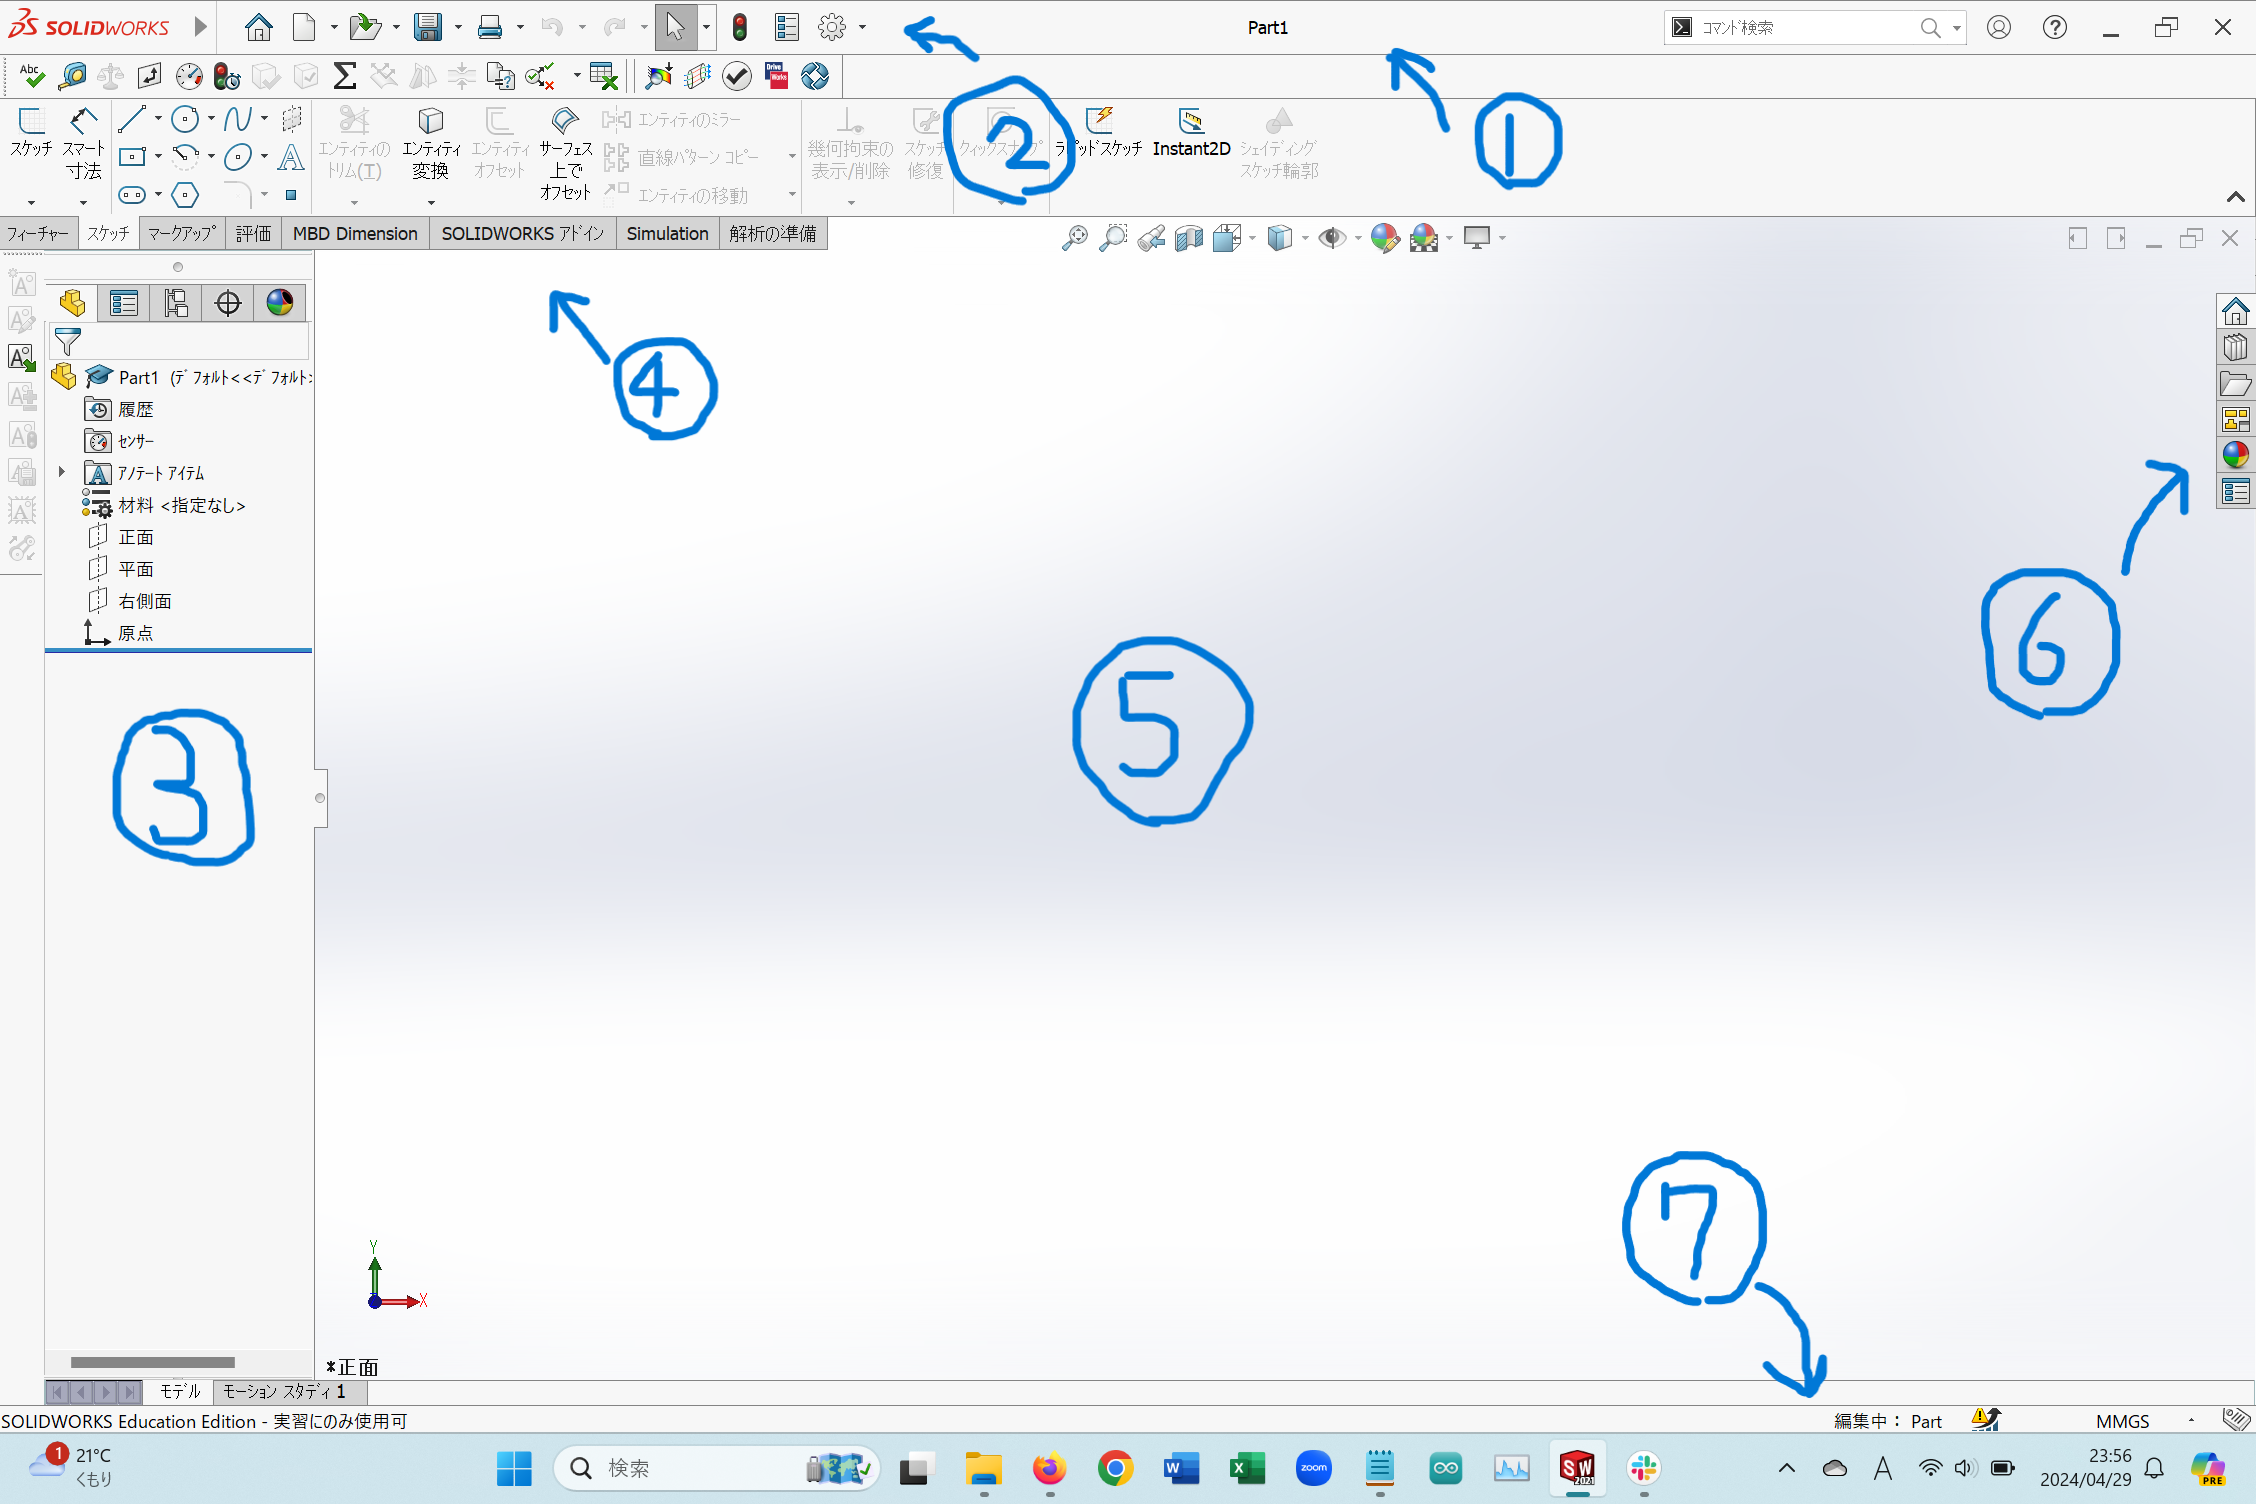 SOLIDWORKS
Part1
コマンド検索
Abc
スケッチ
スマート
寸法
エンティティの
トリム(T)
エンティティ
変換
エンティティ
オフセット
サーフェス
上で
オフセット
エンティティのミラー
直線パターン コピー
エンティティの移動
幾何拘束の
表示/削除
スケッチ
修復
クイックスナップ
ラピッドスケッチ
Instant2D
シェイディング
スケッチ輪郭
②
①
フィーチャー
スケッチ
マークアップ
評価
MBD Dimension
SOLIDWORKS アドイン
Simulation
解析の準備
④
Part1 (デフォルト<<デフォルト>
履歴
センサー
アノテート アイテム
材料 <指定なし>
正面
平面
右側面
原点
③
⑤
⑥
⑦
Y
X
*正面
モデル
モーション スタディ 1
SOLIDWORKS Education Edition - 実習にのみ使用可
編集中： Part
MMGS
1
21°C
くもり
検索
W
X
zoom
SW
2021
A
23:56
2024/04/29
PRE